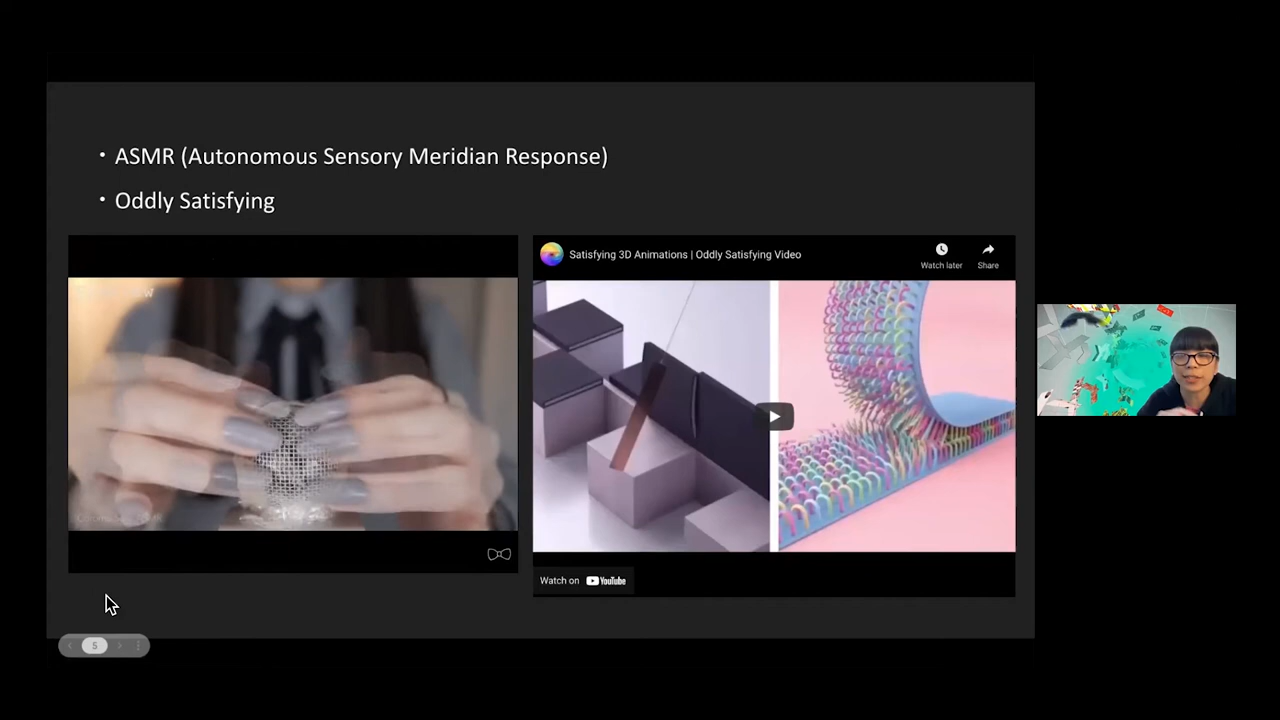 • ASMR (Autonomous Sensory Meridian Response)
• Oddly Satisfying
Satisfying 3D Animations | Oddly Satisfying Video
Watch later
Share
Watch on YouTube
5